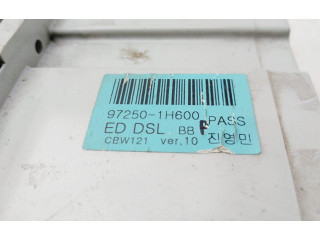 97250-1H600 PASS
ED DSL BB F
CBW121 ver.10 진영민